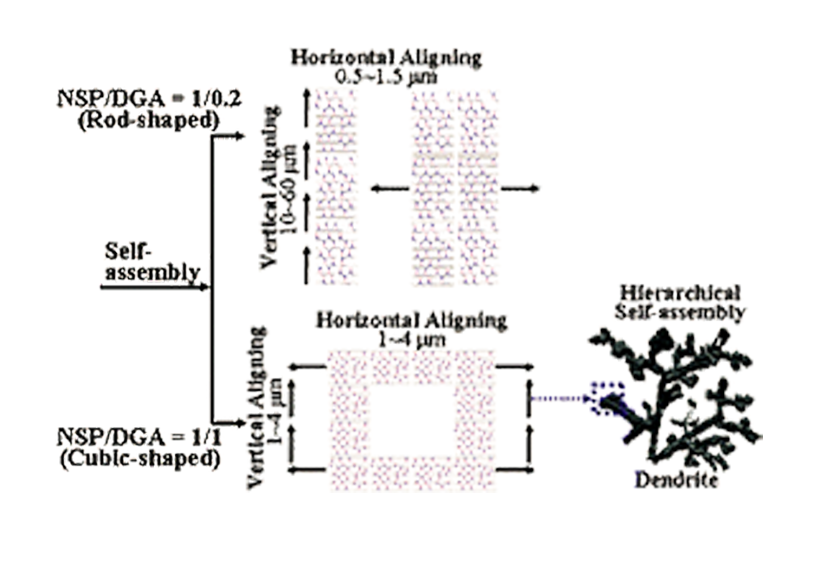 Horizontal Aligning
0.5~1.5 μm
NSP/DGA = 1/0.2
(Rod-shaped)
Vertical Aligning
10~60 μm
Self-
assembly
Hierarchical
Self-assembly
Horizontal Aligning
1~4 μm
Vertical Aligning
1~4 μm
NSP/DGA = 1/1
(Cubic-shaped)
Dendrite